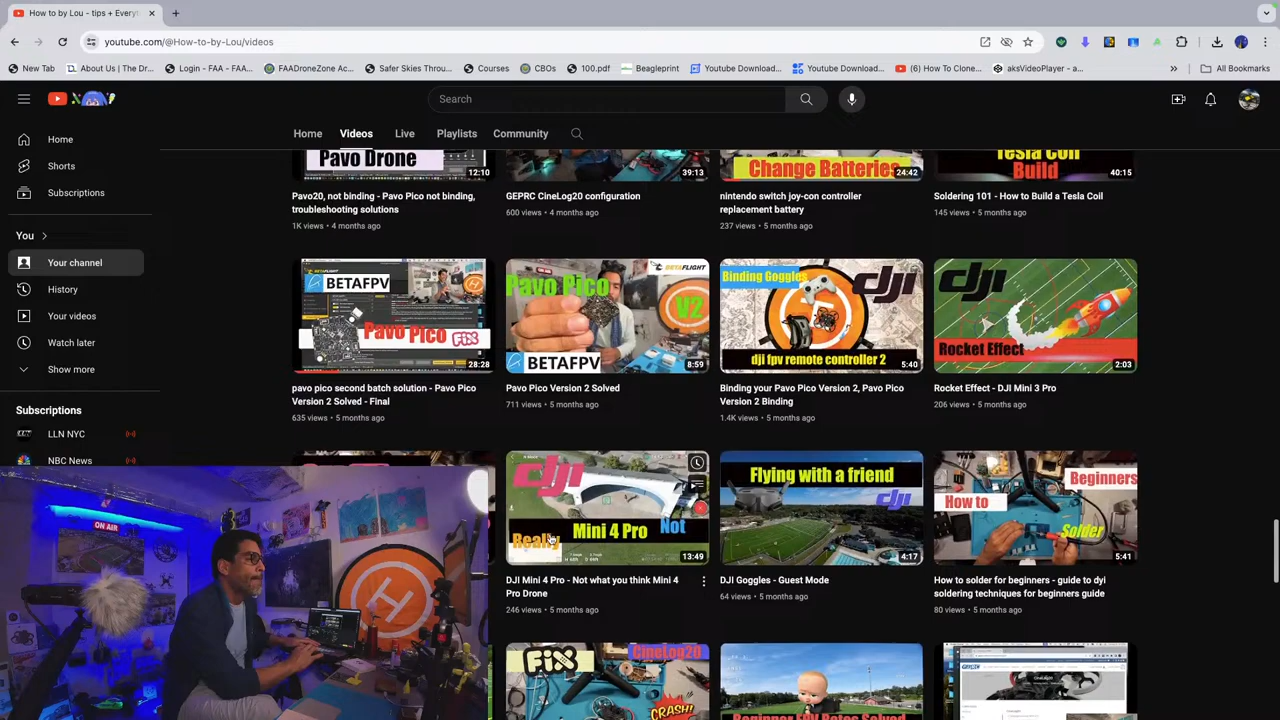 How to by Lou - tips + Every
youtube.com/@How-to-by-Lou/videos
New Tab
About Us | The Dr...
Login - FAA - FAA...
FAADroneZone Ac...
Safer Skies Throu...
Courses
CBOs
100.pdf
Beagleprint
Youtube Download...
Youtube Download...
(6) How To Clone...
aksVideoPlayer - a...
»
All Bookmarks
Search
Home
Videos
Live
Playlists
Community
Home
Shorts
Subscriptions
You
Your channel
History
Your videos
Watch later
Show more
Subscriptions
LLN NYC
NBC News
Pavo Drone
12:10
Pavo20, not binding - Pavo Pico not binding,
troubleshooting solutions
1K views • 4 months ago
39:13
GEPRC CineLog20 configuration
600 views • 4 months ago
Change Batteries
24:42
nintendo switch joy-con controller
replacement battery
237 views • 5 months ago
Tesla Coil
Build
40:15
Soldering 101 - How to Build a Tesla Coil
145 views • 5 months ago
BETAFPV
Pavo Pico
Fix
28:28
pavo pico second batch solution - Pavo Pico
Version 2 Solved - Final
635 views • 5 months ago
BETAFLIGHT
Pavo Pico
V2
BETAFPV
8:59
Pavo Pico Version 2 Solved
711 views • 5 months ago
Binding Goggles
dji
dji fpv remote controller 2
5:40
Binding your Pavo Pico Version 2, Pavo Pico
Version 2 Binding
1.4K views • 5 months ago
dji
Rocket Effect
2:03
Rocket Effect - DJI Mini 3 Pro
206 views • 5 months ago
dji
Not
Mini 4 Pro
Really
13:49
DJI Mini 4 Pro - Not what you think Mini 4
Pro Drone
246 views • 5 months ago
Flying with a friend
dji
4:17
DJI Goggles - Guest Mode
64 views • 5 months ago
Beginners
How to
Solder
5:41
How to solder for beginners - guide to dyi
soldering techniques for beginners guide
80 views • 5 months ago
ON AIR
H
Fix
CineLog20
CRASH!
Beginner FPV Rates Solved